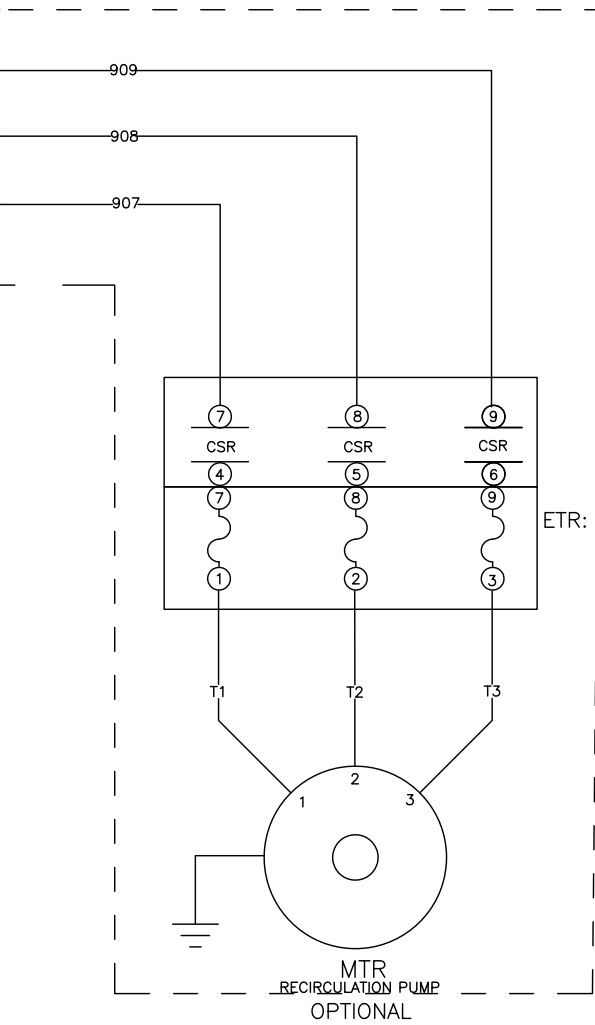 909
908
907
7 8 9
CSR CSR CSR
4 5 6
7 8 9
ETR:
1 2 3
T1 T2 T3
2
1 3
MTR
RECIRCULATION PUMP
OPTIONAL